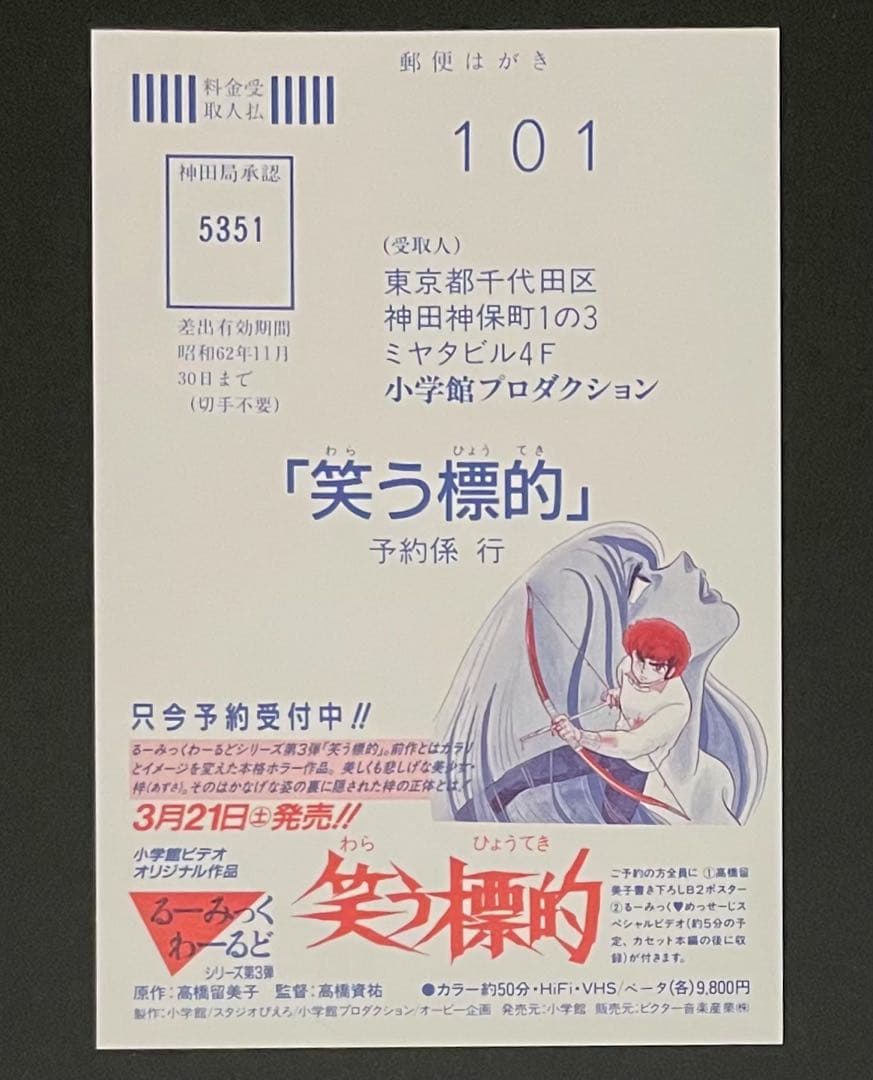 郵便はがき
料金受
取人払
101
神田局承認
5351
差出有効期間
昭和62年11月
30日まで
(切手不要)
(受取人)
東京都千代田区
神田神保町1の3
ミヤタビル4F
小学館プロダクション
わら ひょう てき
「笑う標的」
予約係 行
只今予約受付中!!
るーみっくわーるどシリーズ第3弾「笑う標的」。前作とはガラリ
とイメージを変えた本格ホラー作品。美しくも悲しげな美少女・
梓(あずさ)。そのはかなげな姿の裏に隠された梓の正体とは、
3月21日㊏発売!!
小学館ビデオ
オリジナル作品
るーみっく
わーるど
シリーズ第3弾
わら ひょうてき
笑う標的
ご予約の方全員に ①高橋留
美子書き下ろしB2ポスター
②るーみっく♥めっせーじス
ペシャルビデオ(約5分の予
定、カセット本編の後に収
録)が付きます。
原作:高橋留美子 監督:高橋資祐
●カラー約50分・HiFi・VHS/ベータ(各)9,800円
製作:小学館/スタジオぴえろ/小学館プロダクション/オービー企画 発売元:小学館 販売元:ビクター音楽産業㈱